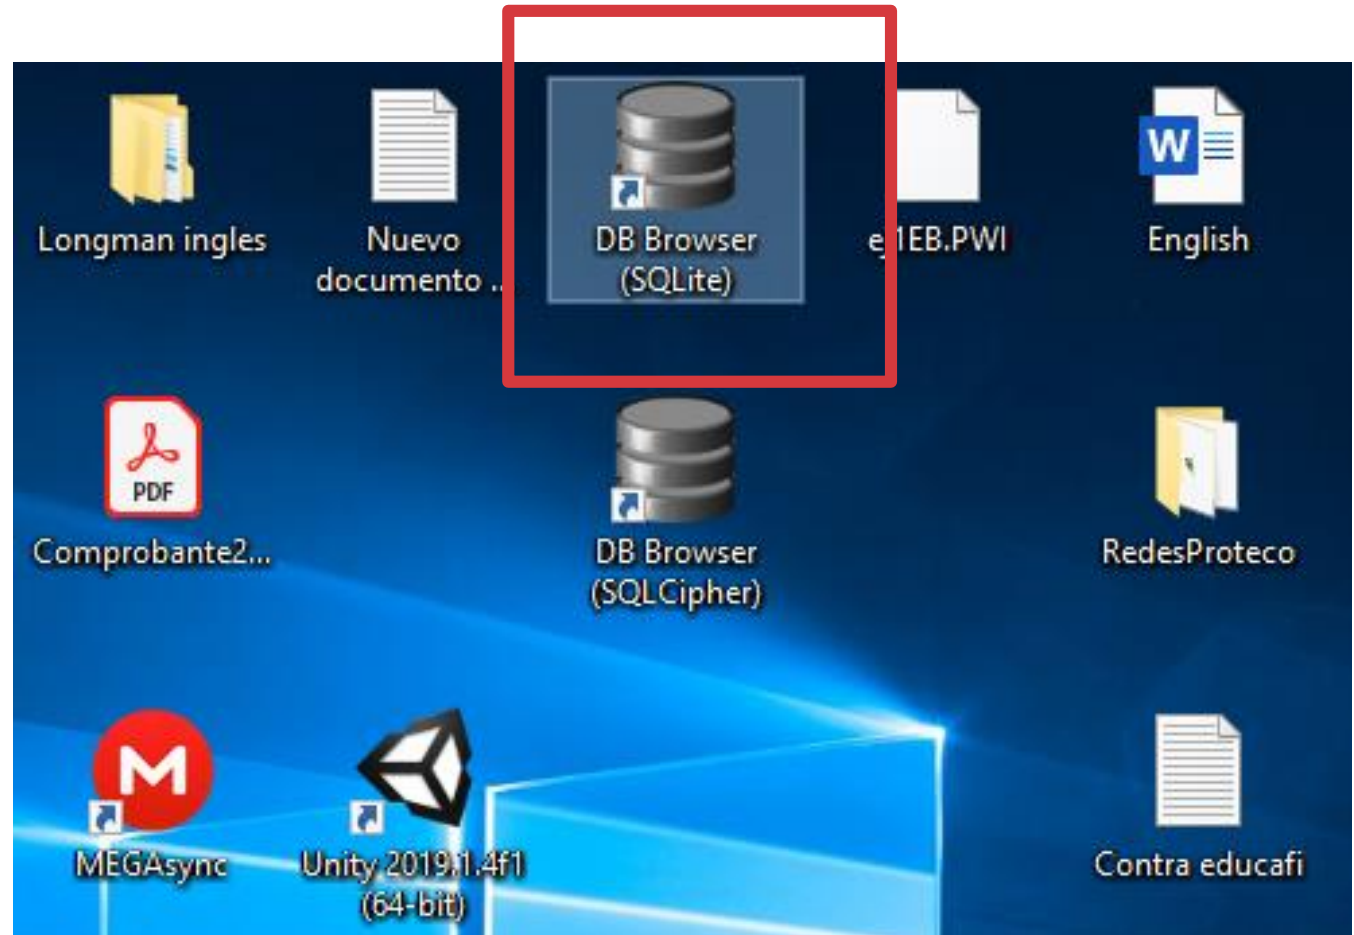 Longman ingles
Nuevo
documento ...
DB Browser
(SQLite)
ej1EB.PWI
W
English
PDF
Comprobante2...
DB Browser
(SQLCipher)
RedesProteco
M
MEGAsync
Unity 2019.1.4f1
(64-bit)
Contra educafi